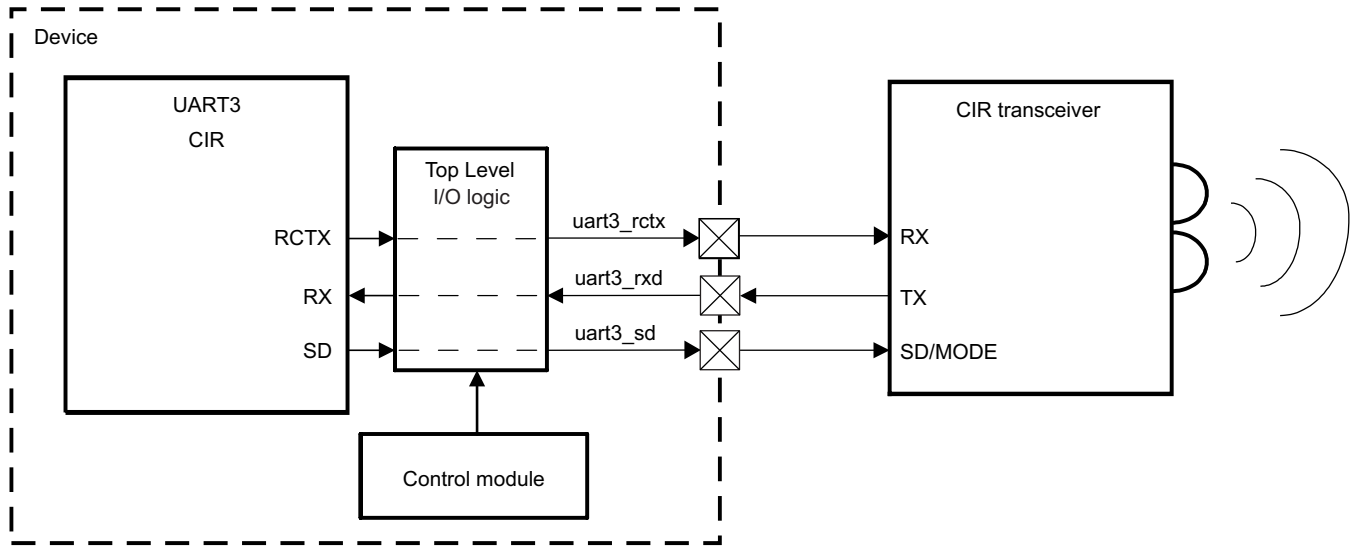 Device
UART3
CIR
CIR transceiver
Top Level
I/O logic
RCTX
uart3_rctx
RX
RX
uart3_rxd
TX
SD
uart3_sd
SD/MODE
Control module